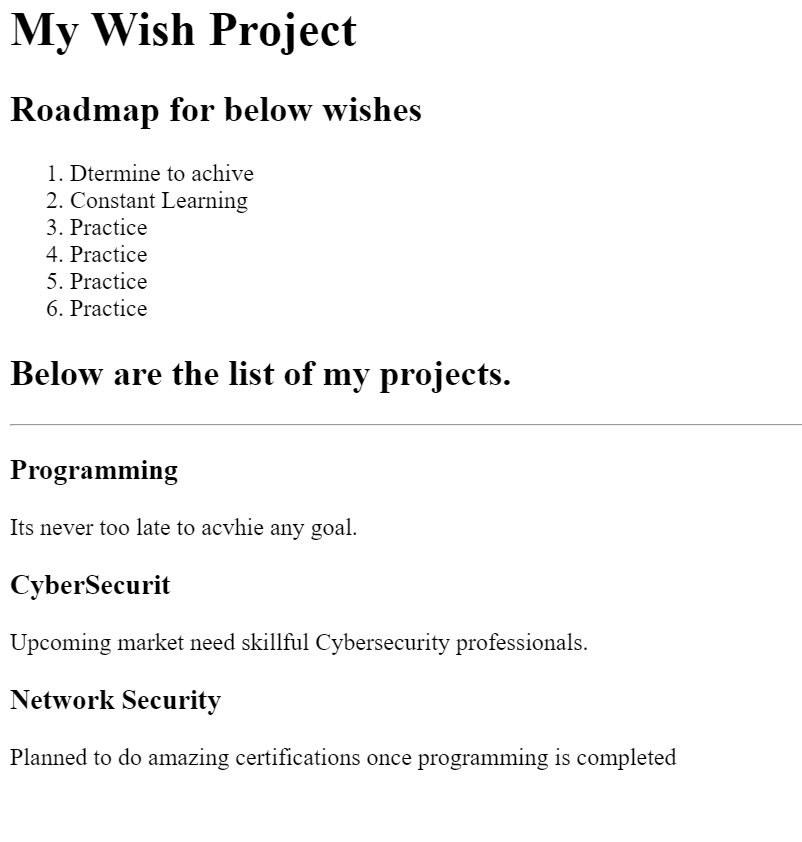 My Wish Project
Roadmap for below wishes
1. Dtermine to achive
2. Constant Learning
3. Practice
4. Practice
5. Practice
6. Practice
Below are the list of my projects.
Programming
Its never too late to acvhie any goal.
CyberSecurit
Upcoming market need skillful Cybersecurity professionals.
Network Security
Planned to do amazing certifications once programming is completed